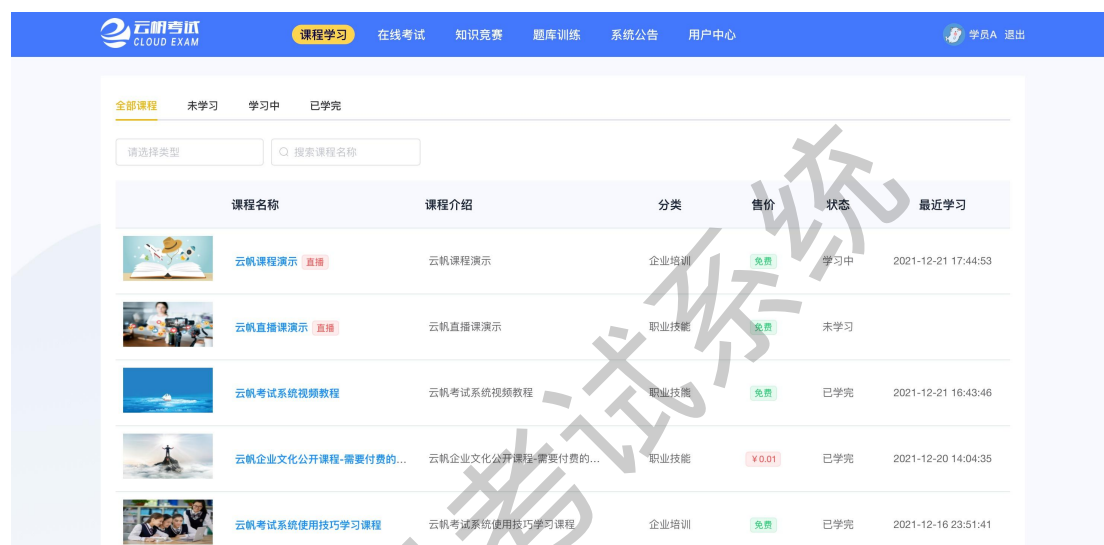 云帆考试
CLOUD EXAM
课程学习 在线考试 知识竞赛 题库训练 系统公告 用户中心 学员A 退出
全部课程 未学习 学习中 已学完
请选择类型 搜索课程名称
课程名称 课程介绍 分类 售价 状态 最近学习
云帆课程演示 直播 云帆课程演示 企业培训 免费 学习中 2021-12-21 17:44:53
云帆直播课演示 直播 云帆直播课演示 职业技能 免费 未学习
云帆考试系统视频教程 云帆考试系统视频教程 职业技能 免费 已学完 2021-12-21 16:43:46
云帆企业文化公开课程-需要付费的... 云帆企业文化公开课程-需要付费的... 职业技能 ¥0.01 已学完 2021-12-20 14:04:35
云帆考试系统使用技巧学习课程 云帆考试系统使用技巧学习课程 企业培训 免费 已学完 2021-12-16 23:51:41
考试系统